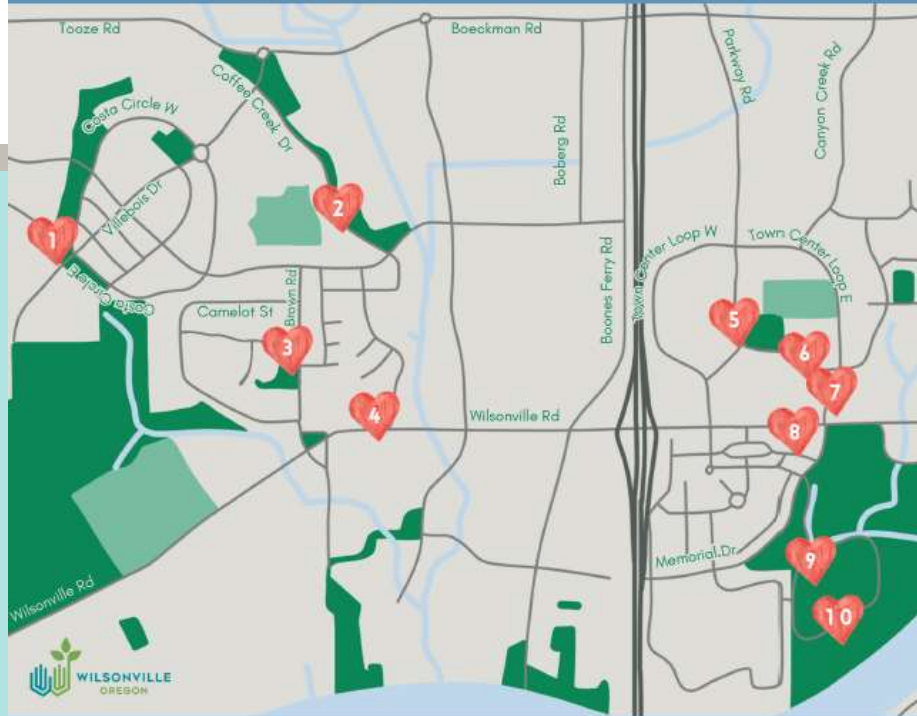 Tooze Rd
Boeckman Rd
Coffee Creek Dr
Parkway Rd
Canyon Creek Rd
Costa Circle W
Boberg Rd
Villebois Dr
2
1
Town Center Loop W
Town Center Loop E
Boones Ferry Rd
Costa Circle E
Brown Rd
Camelot St
5
3
6
7
4
Wilsonville Rd
8
Memorial Dr
9
Wilsonville Rd
10
WILSONVILLE
OREGON